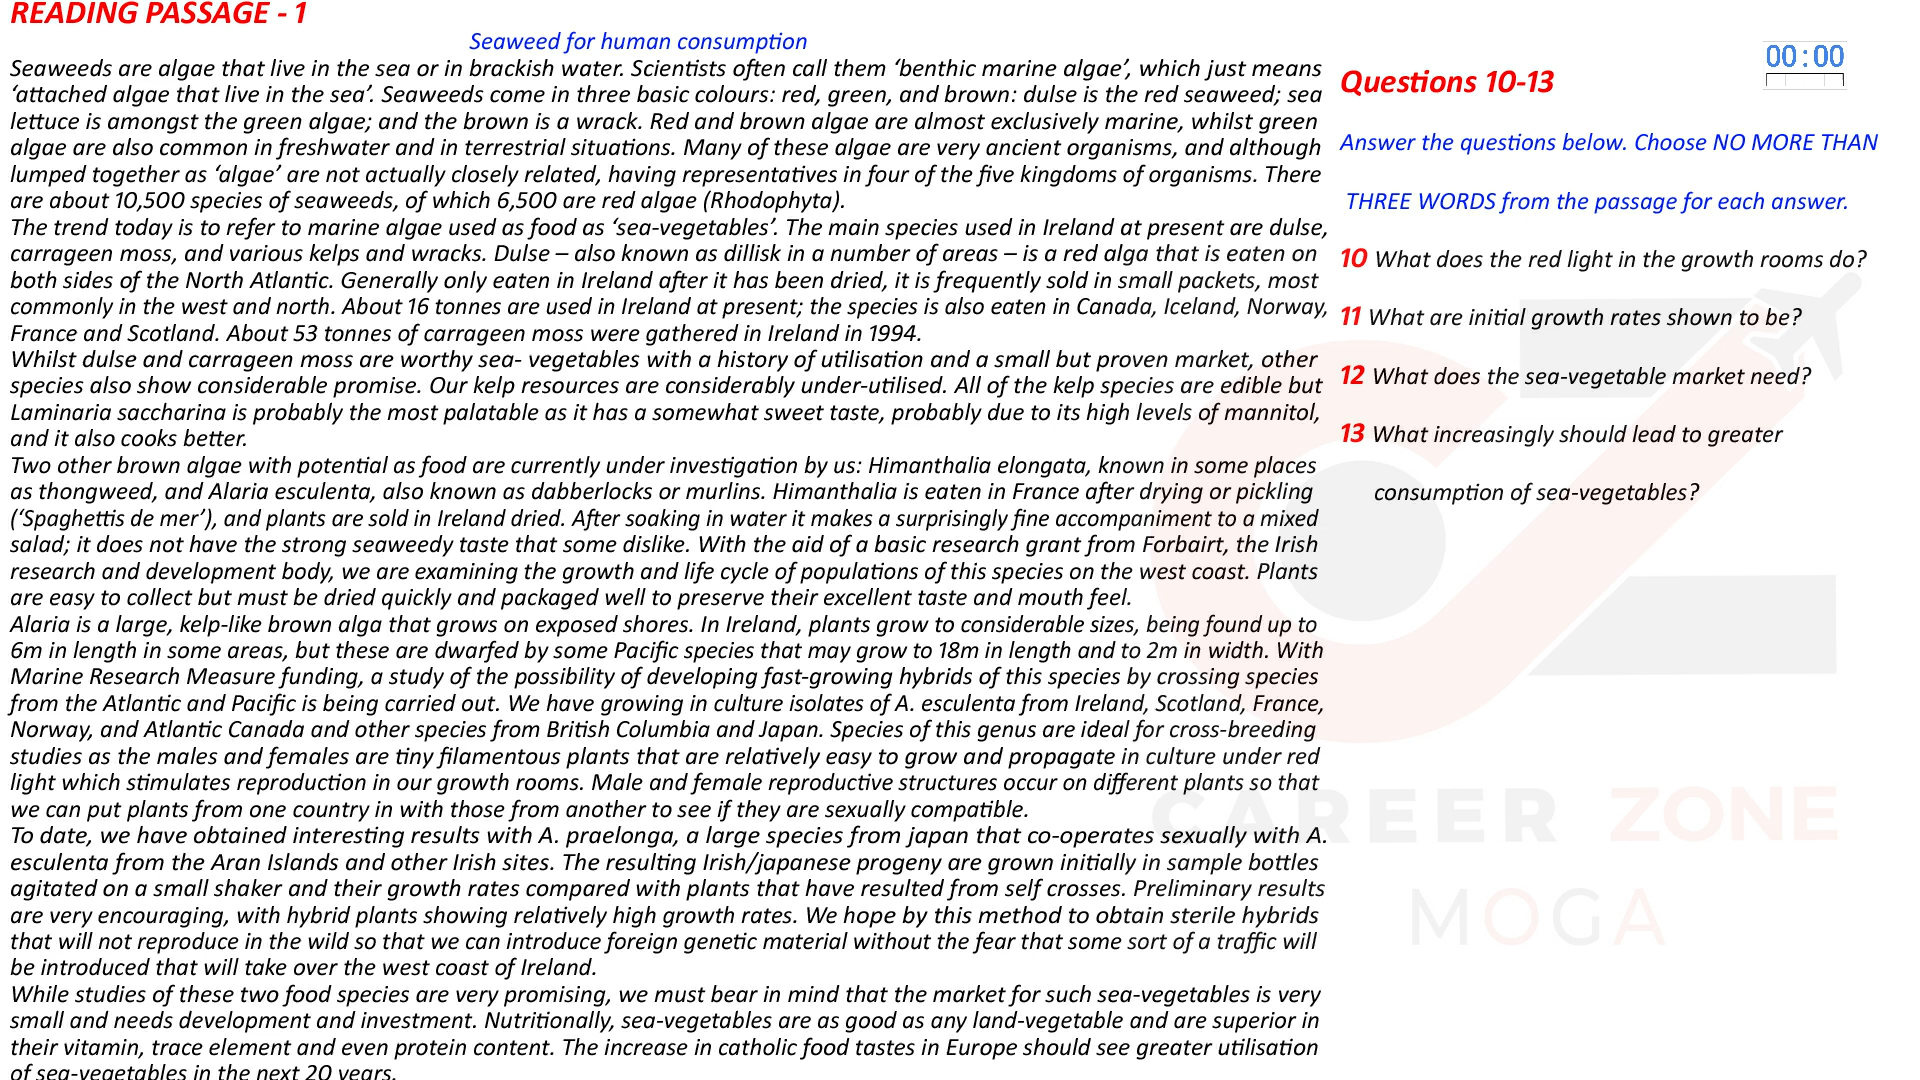 READING PASSAGE - 1
Seaweed for human consumption
Seaweeds are algae that live in the sea or in brackish water. Scientists often call them ‘benthic marine algae’, which just means
‘attached algae that live in the sea’. Seaweeds come in three basic colours: red, green, and brown: dulse is the red seaweed; sea
lettuce is amongst the green algae; and the brown is a wrack. Red and brown algae are almost exclusively marine, whilst green
algae are also common in freshwater and in terrestrial situations. Many of these algae are very ancient organisms, and although
lumped together as ‘algae’ are not actually closely related, having representatives in four of the five kingdoms of organisms. There
are about 10,500 species of seaweeds, of which 6,500 are red algae (Rhodophyta).
The trend today is to refer to marine algae used as food as ‘sea-vegetables’. The main species used in Ireland at present are dulse,
carrageen moss, and various kelps and wracks. Dulse – also known as dillisk in a number of areas – is a red alga that is eaten on
both sides of the North Atlantic. Generally only eaten in Ireland after it has been dried, it is frequently sold in small packets, most
commonly in the west and north. About 16 tonnes are used in Ireland at present; the species is also eaten in Canada, Iceland, Norway,
France and Scotland. About 53 tonnes of carrageen moss were gathered in Ireland in 1994.
Whilst dulse and carrageen moss are worthy sea- vegetables with a history of utilisation and a small but proven market, other
species also show considerable promise. Our kelp resources are considerably under-utilised. All of the kelp species are edible but
Laminaria saccharina is probably the most palatable as it has a somewhat sweet taste, probably due to its high levels of mannitol,
and it also cooks better.
Two other brown algae with potential as food are currently under investigation by us: Himanthalia elongata, known in some places
as thongweed, and Alaria esculenta, also known as dabberlocks or murlins. Himanthalia is eaten in France after drying or pickling
(‘Spaghettis de mer’), and plants are sold in Ireland dried. After soaking in water it makes a surprisingly fine accompaniment to a mixed
salad; it does not have the strong seaweedy taste that some dislike. With the aid of a basic research grant from Forbairt, the Irish
research and development body, we are examining the growth and life cycle of populations of this species on the west coast. Plants
are easy to collect but must be dried quickly and packaged well to preserve their excellent taste and mouth feel.
Alaria is a large, kelp-like brown alga that grows on exposed shores. In Ireland, plants grow to considerable sizes, being found up to
6m in length in some areas, but these are dwarfed by some Pacific species that may grow to 18m in length and to 2m in width. With
Marine Research Measure funding, a study of the possibility of developing fast-growing hybrids of this species by crossing species
from the Atlantic and Pacific is being carried out. We have growing in culture isolates of A. esculenta from Ireland, Scotland, France,
Norway, and Atlantic Canada and other species from British Columbia and Japan. Species of this genus are ideal for cross-breeding
studies as the males and females are tiny filamentous plants that are relatively easy to grow and propagate in culture under red
light which stimulates reproduction in our growth rooms. Male and female reproductive structures occur on different plants so that
we can put plants from one country in with those from another to see if they are sexually compatible.
To date, we have obtained interesting results with A. praelonga, a large species from japan that co-operates sexually with A.
esculenta from the Aran Islands and other Irish sites. The resulting Irish/japanese progeny are grown initially in sample bottles
agitated on a small shaker and their growth rates compared with plants that have resulted from self crosses. Preliminary results
are very encouraging, with hybrid plants showing relatively high growth rates. We hope by this method to obtain sterile hybrids
that will not reproduce in the wild so that we can introduce foreign genetic material without the fear that some sort of a traffic will
be introduced that will take over the west coast of Ireland.
While studies of these two food species are very promising, we must bear in mind that the market for such sea-vegetables is very
small and needs development and investment. Nutritionally, sea-vegetables are as good as any land-vegetable and are superior in
their vitamin, trace element and even protein content. The increase in catholic food tastes in Europe should see greater utilisation
of sea-vegetables in the next 20 years.
00:00
Questions 10-13
Answer the questions below. Choose NO MORE THAN
THREE WORDS from the passage for each answer.
10 What does the red light in the growth rooms do?
11 What are initial growth rates shown to be?
12 What does the sea-vegetable market need?
13 What increasingly should lead to greater
consumption of sea-vegetables?
CAREER ZONE
MOGA